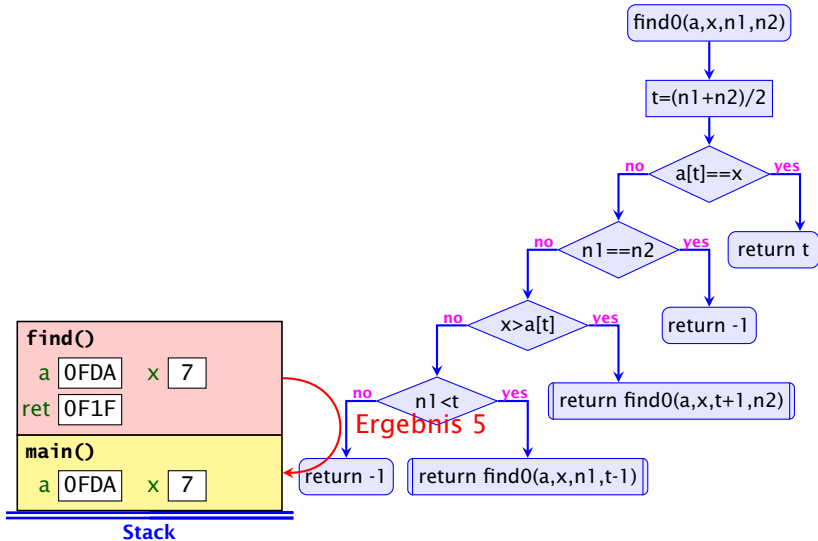 find0(a,x,n1,n2)
t=(n1+n2)/2
a[t]==x
no
yes
return t
n1==n2
no
yes
return -1
x>a[t]
no
yes
return find0(a,x,t+1,n2)
n1<t
no
yes
return -1
return find0(a,x,n1,t-1)
Ergebnis 5
find()
a 0FDA x 7
ret 0F1F
main()
a 0FDA x 7
Stack